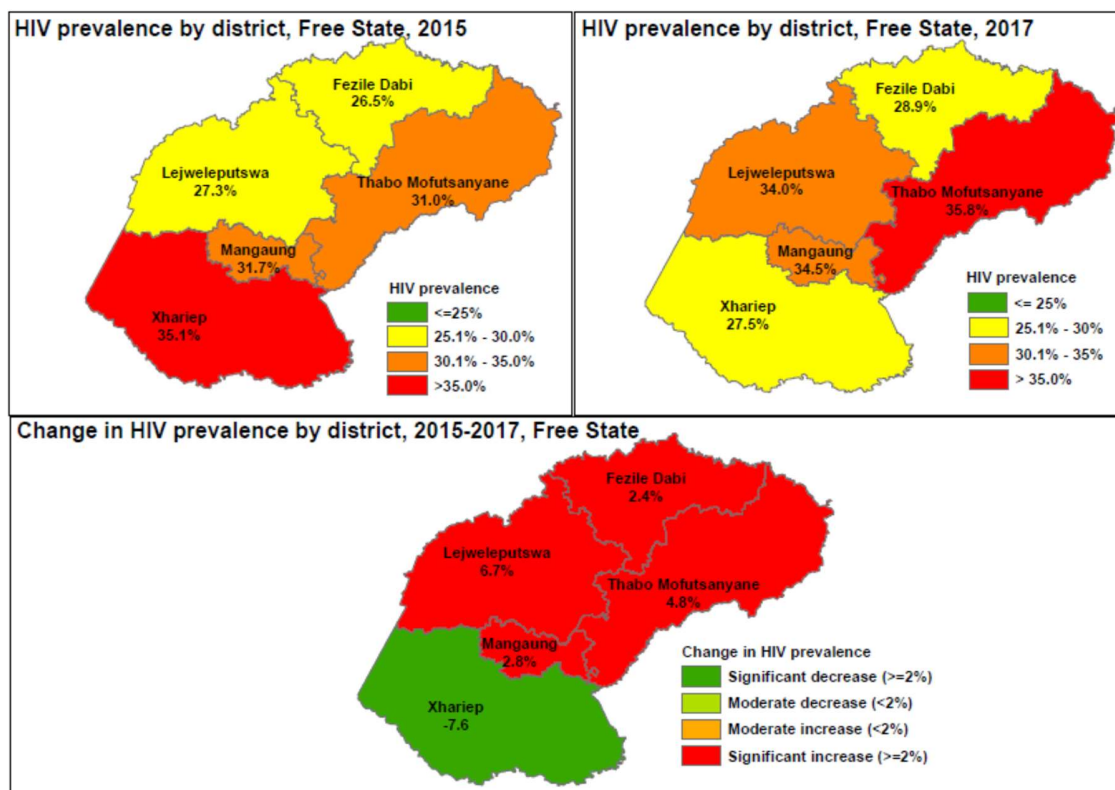 HIV prevalence by district, Free State, 2015
Fezile Dabi
26.5%
Lejweleputswa
27.3%
Thabo Mofutsanyane
31.0%
Mangaung
31.7%
Xhariep
35.1%
HIV prevalence
<=25%
25.1% - 30.0%
30.1% - 35.0%
>35.0%
HIV prevalence by district, Free State, 2017
Fezile Dabi
28.9%
Lejweleputswa
34.0%
Thabo Mofutsanyane
35.8%
Mangaung
34.5%
Xhariep
27.5%
HIV prevalence
<= 25%
25.1% - 30%
30.1% - 35%
> 35.0%
Change in HIV prevalence by district, 2015-2017, Free State
Fezile Dabi
2.4%
Lejweleputswa
6.7%
Thabo Mofutsanyane
4.8%
Mangaung
2.8%
Xhariep
-7.6
Change in HIV prevalence
Significant decrease (>=2%)
Moderate decrease (<2%)
Moderate increase (<2%)
Significant increase (>=2%)